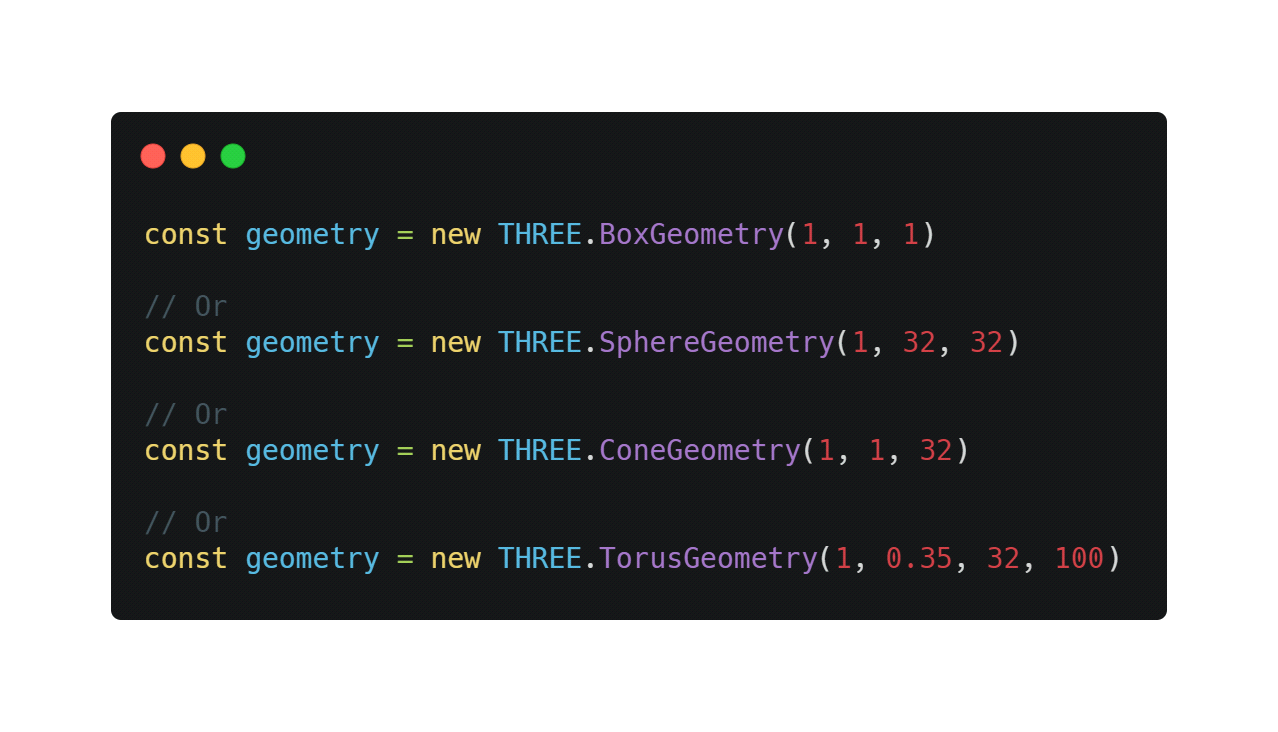 const geometry = new THREE.BoxGeometry(1, 1, 1)
// Or
const geometry = new THREE.SphereGeometry(1, 32, 32)
// Or
const geometry = new THREE.ConeGeometry(1, 1, 32)
// Or
const geometry = new THREE.TorusGeometry(1, 0.35, 32, 100)